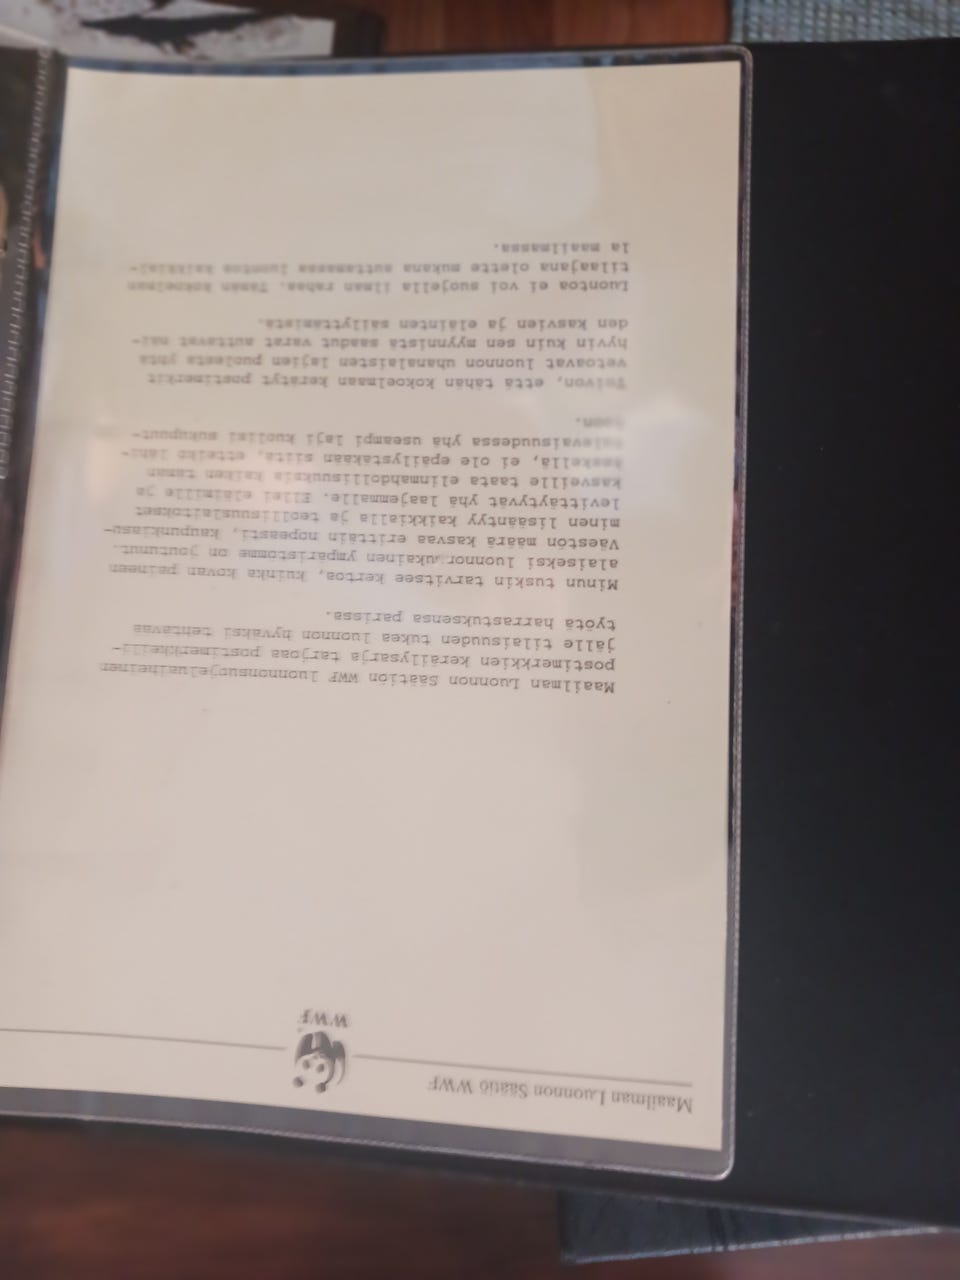 Maailman Luonnon Säätiö WWF
WWF
Maailman Luonnon Säätiön WWF luonnonsuojeluaiheinen
postimerkkien keräilysarja tarjoaa postimerkkeili-
jälle tilaisuuden tukea luonnon hyväksi tehtävää
työtä harrastuksensa parissa.
Minun tuskin tarvitsee kertoa, kuinka kovan paineen
alaiseksi luonnonmukainen ympäristömme on joutunut.
Väestön määrä kasvaa erittäin nopeasti, kaupunkiasu-
minen lisääntyy kaikkialla ja teollisuuslaitokset
levittäytyvät yhä laajemmalle. Ellei eläimille ja
kasveille taata elinmahdollisuuksia kaiken tämän
keskellä, ei ole epäilystäkään siitä, etteikö lähi-
tulevaisuudessa yhä useampi laji kuolisi sukupuut-
toon.
Toivon, että tähän kokoelmaan kerätyt postimerkit
vetoavat luonnon uhanalaisten lajien puolesta yhtä
hyvin kuin sen myynnistä saadut varat auttavat näi-
den kasvien ja eläinten säilyttämistä.
Luontoa ei voi suojella ilman rahaa. Tämän kokoelman
tilaajana olette mukana auttamassa luontoa kaikkial-
la maailmassa.